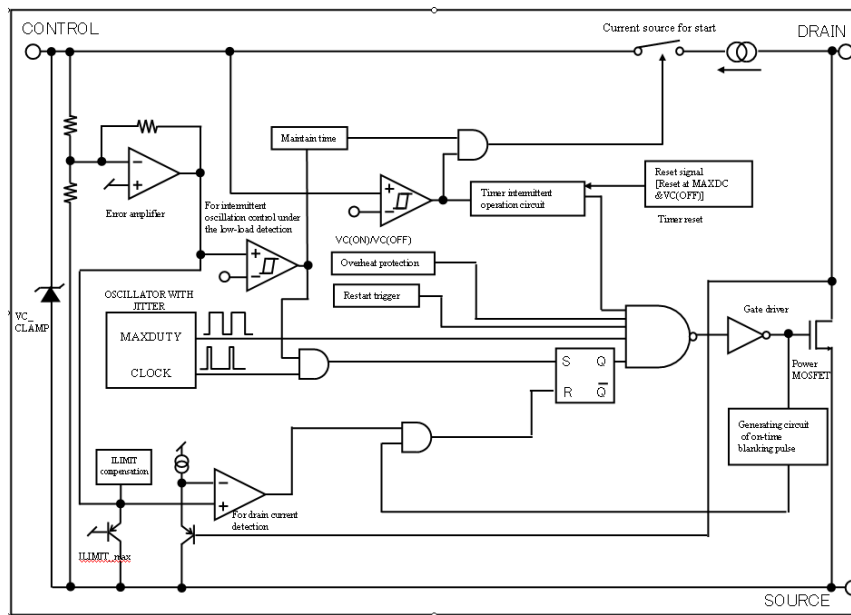 CONTROL
Current source for start
DRAIN
Maintain time
Error amplifier
For intermittent
oscillation control under
the low-load detection
Timer intermittent
operation circuit
Reset signal
[Reset at MAXDC
&VC(OFF)]
Timer reset
VC(ON)/VC(OFF)
Overheat protection
Restart trigger
VC_
CLAMP
OSCILLATOR WITH
JITTER
MAXDUTY
CLOCK
S Q
R Q
Gate driver
Power
MOSFET
Generating circuit
of on-time
blanking pulse
ILIMIT
compensation
For drain current
detection
ILIMIT_max
SOURCE